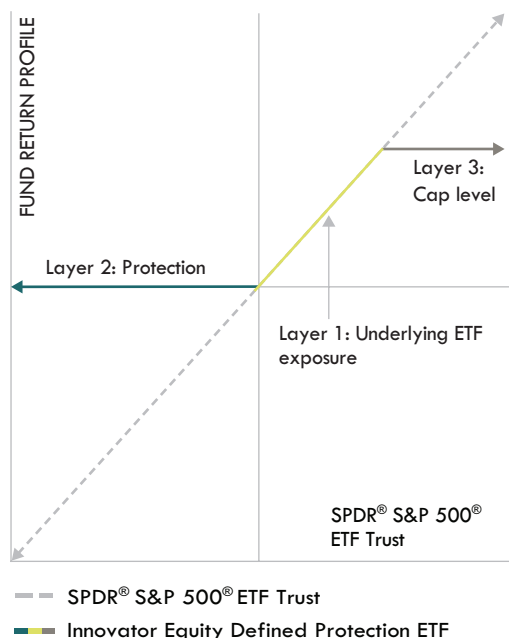 FUND RETURN PROFILE
Layer 3:
Cap level
Layer 2: Protection
Layer 1: Underlying ETF
exposure
SPDR® S&P 500®
ETF Trust
SPDR® S&P 500® ETF Trust
Innovator Equity Defined Protection ETF